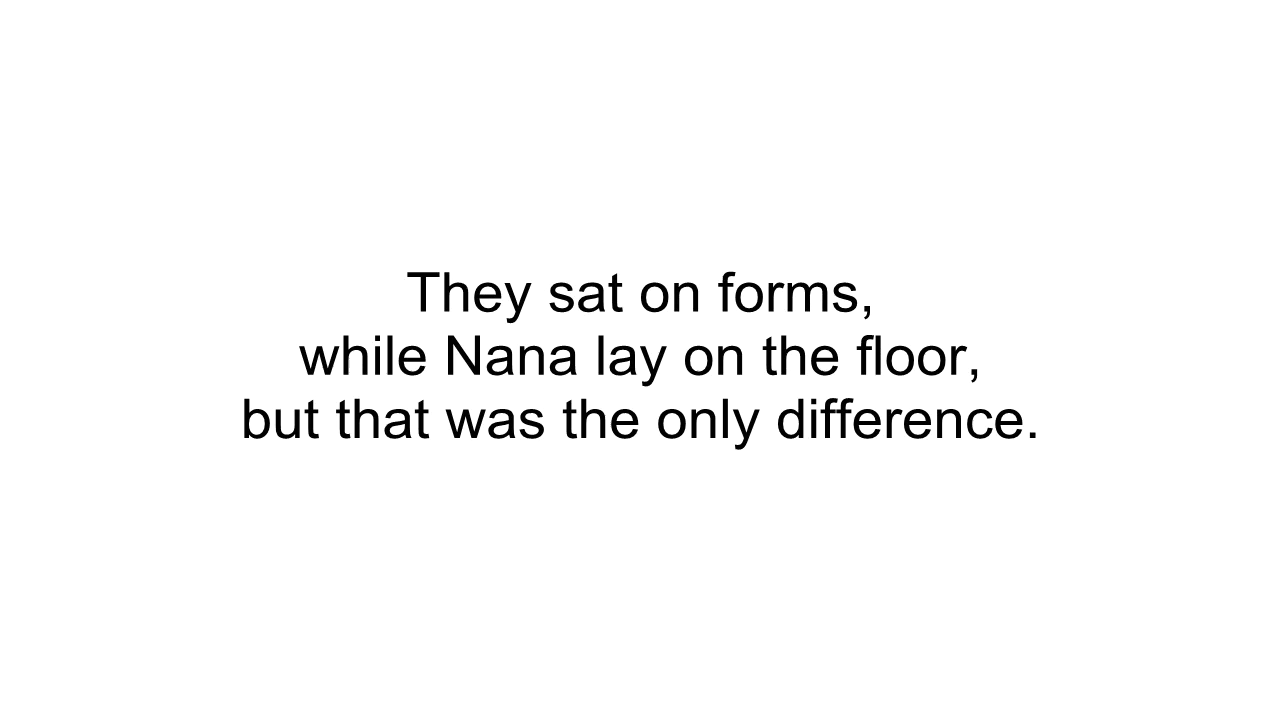 They sat on forms,
while Nana lay on the floor,
but that was the only difference.